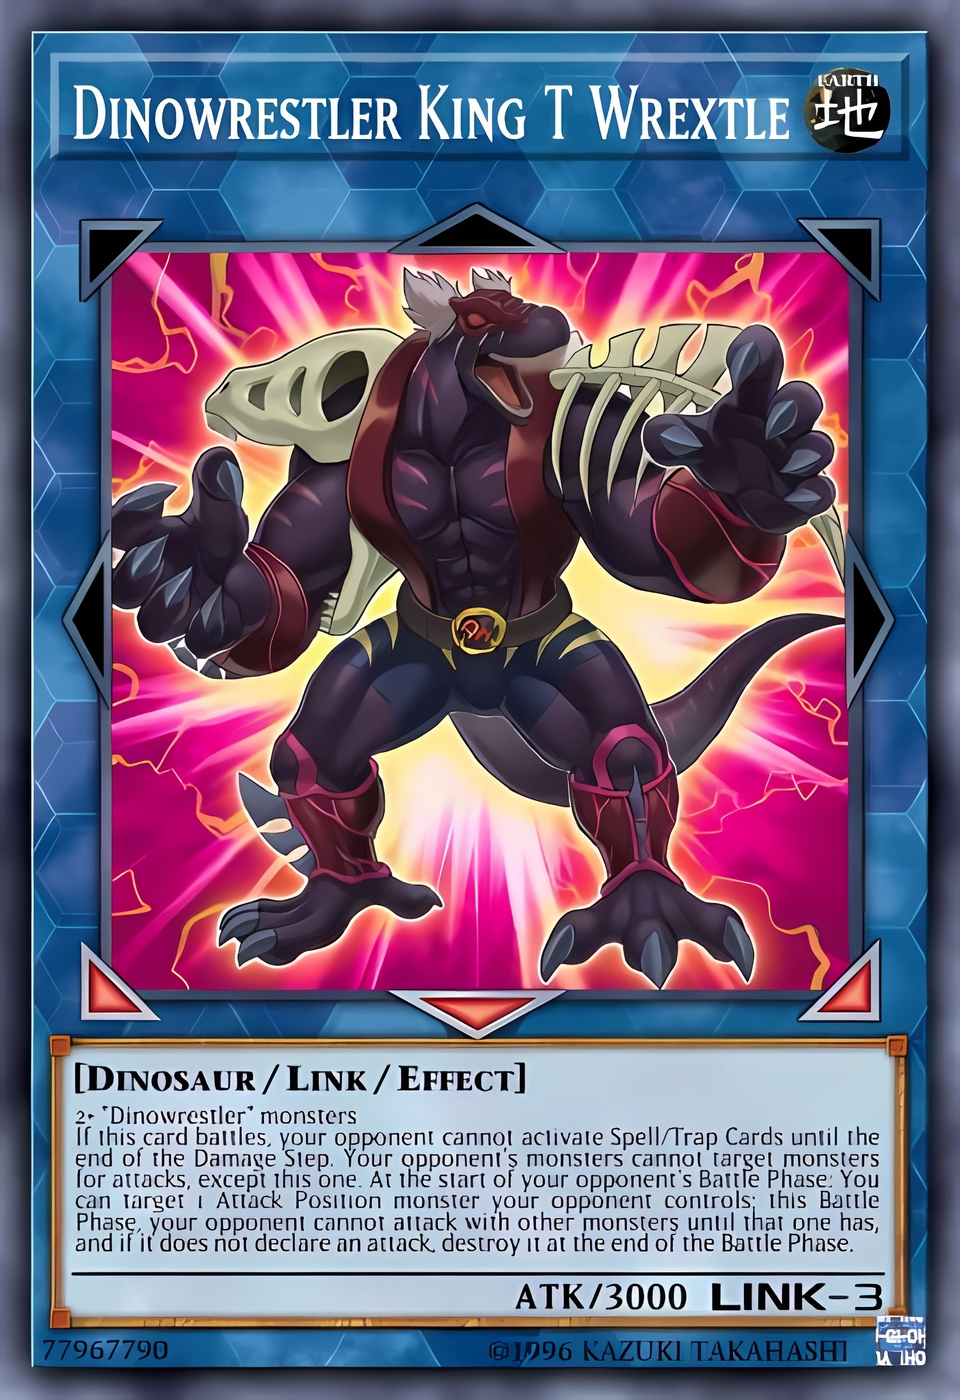 DINOWRESTLER KING T WREXTLE
EARTH
地
[DINOSAUR / LINK / EFFECT]
2+ "Dinowrestler" monsters
If this card battles, your opponent cannot activate Spell/Trap Cards until the
end of the Damage Step. Your opponent's monsters cannot target monsters
for attacks, except this one. At the start of your opponent's Battle Phase: You
can target 1 Attack Position monster your opponent controls; this Battle
Phase, your opponent cannot attack with other monsters until that one has,
and if it does not declare an attack, destroy it at the end of the Battle Phase.
ATK/3000 LINK-3
77967790
©1996 KAZUKI TAKAHASHI